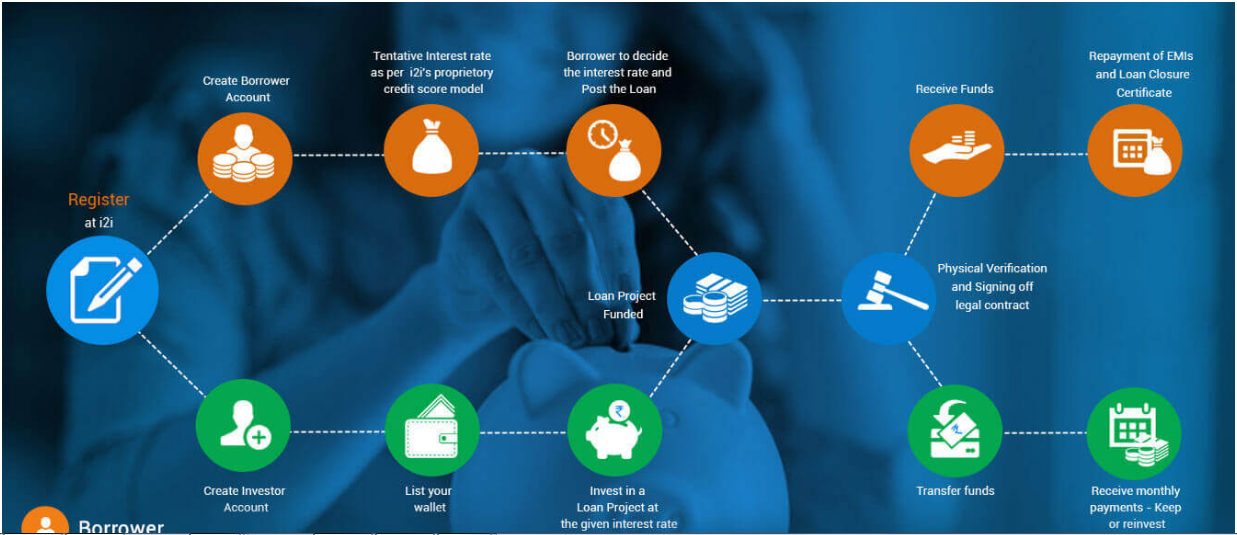 Register
at i2i
Create Borrower
Account
Tentative Interest rate
as per i2i's proprietory
credit score model
Borrower to decide
the interest rate and
Post the Loan
Loan Project
Funded
Physical Verification
and Signing off
legal contract
Receive Funds
Repayment of EMIs
and Loan Closure
Certificate
Create Investor
Account
List your
wallet
Invest in a
Loan Project at
the given interest rate
Transfer funds
Receive monthly
payments - Keep
or reinvest
Borrower